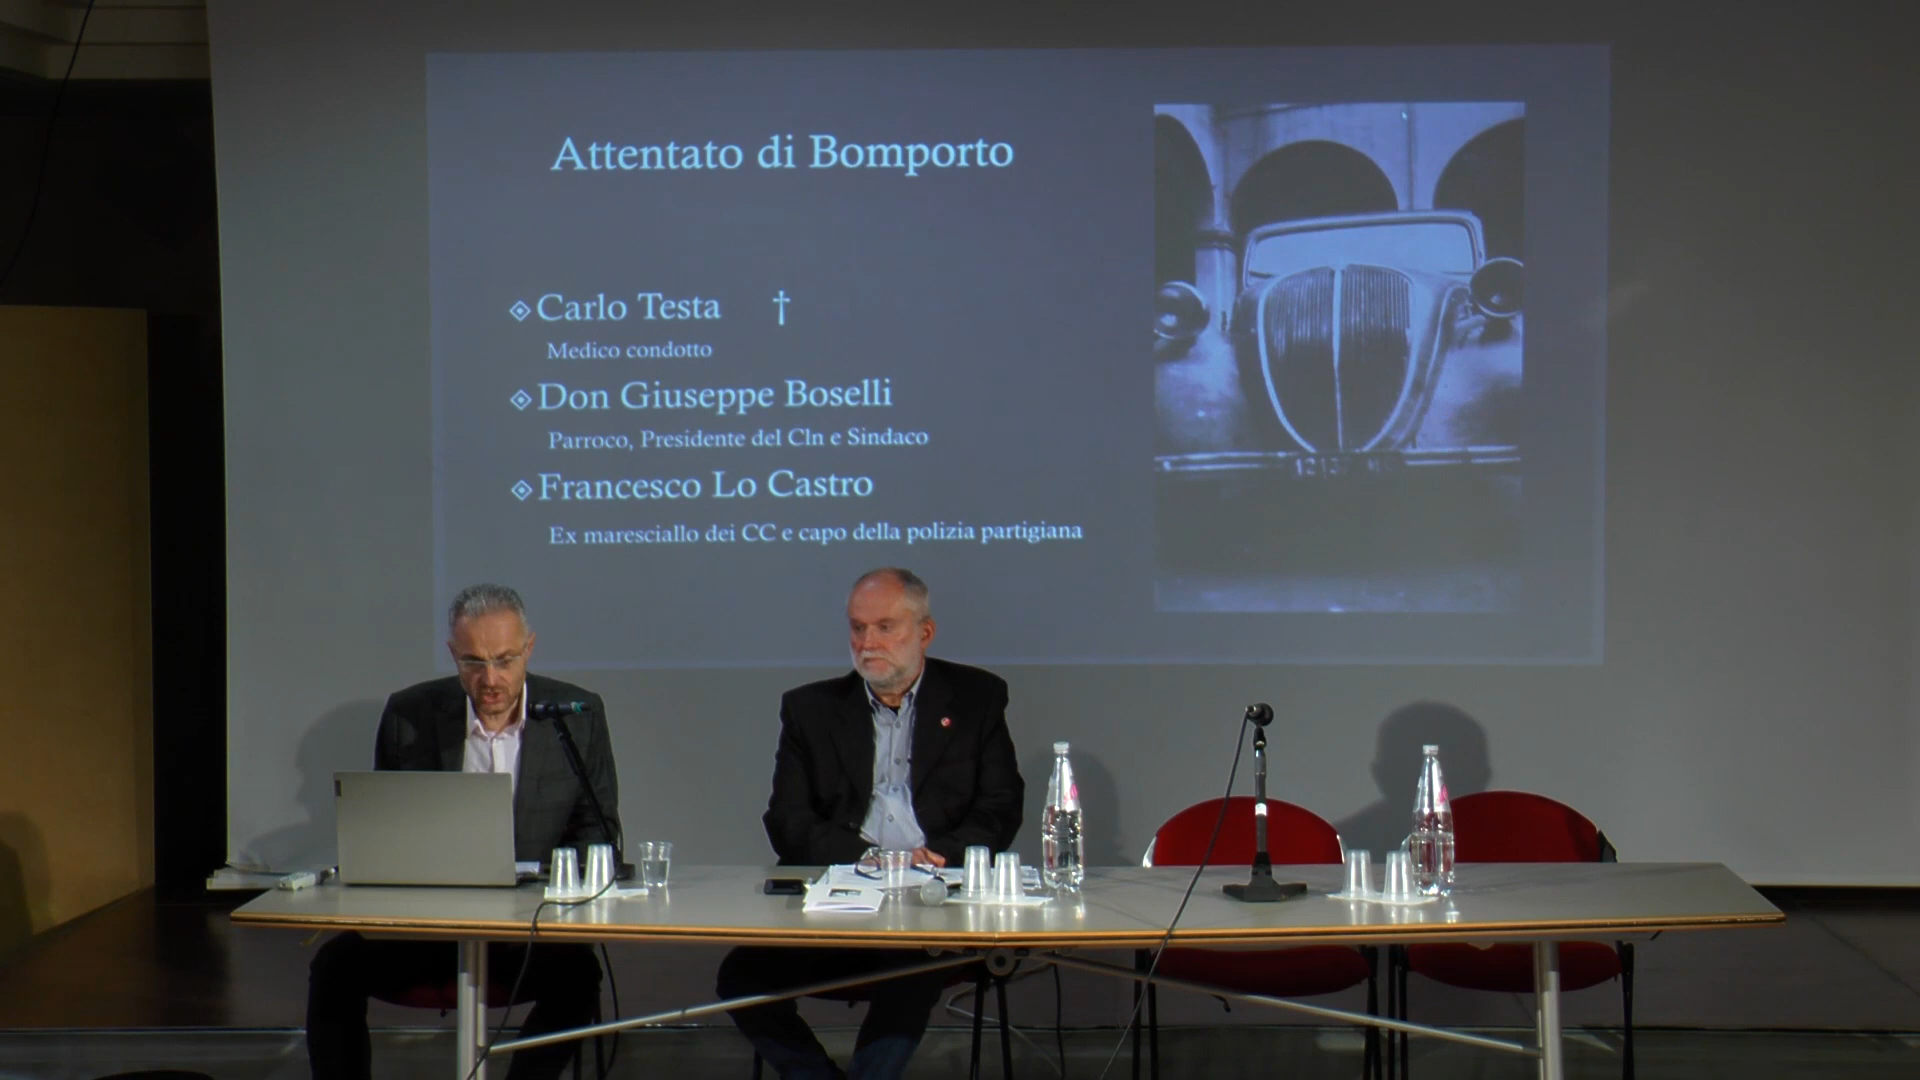 Attentato di Bomporto
Carlo Testa †
Medico condotto
Don Giuseppe Boselli
Parroco, Presidente del Cln e Sindaco
Francesco Lo Castro
Ex maresciallo dei CC e capo della polizia partigiana